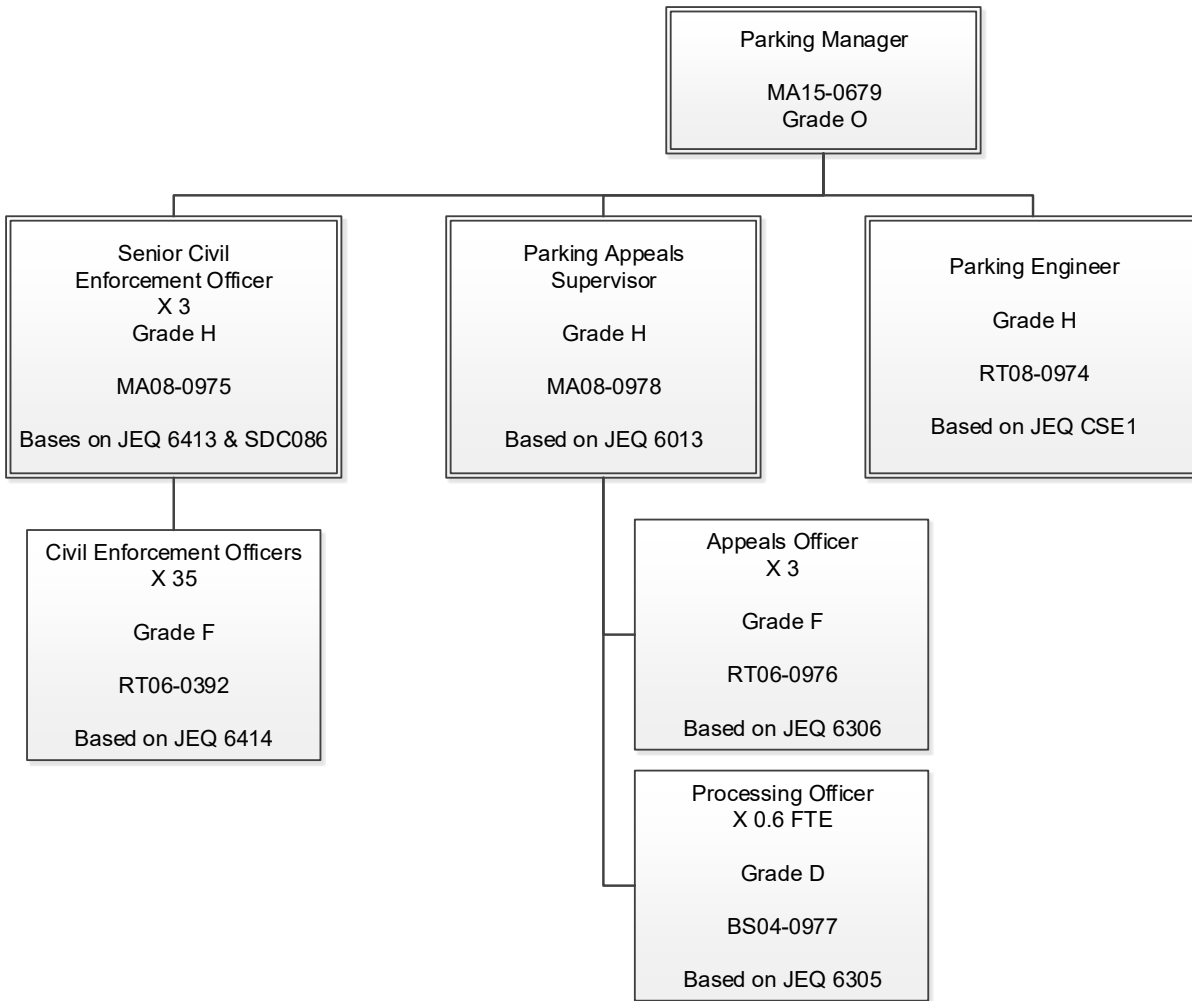 Parking Manager
MA15-0679
Grade O
Senior Civil
Enforcement Officer
X 3
Grade H
MA08-0975
Bases on JEQ 6413 & SDC086
Parking Appeals
Supervisor
Grade H
MA08-0978
Based on JEQ 6013
Parking Engineer
Grade H
RT08-0974
Based on JEQ CSE1
Civil Enforcement Officers
X 35
Grade F
RT06-0392
Based on JEQ 6414
Appeals Officer
X 3
Grade F
RT06-0976
Based on JEQ 6306
Processing Officer
X 0.6 FTE
Grade D
BS04-0977
Based on JEQ 6305